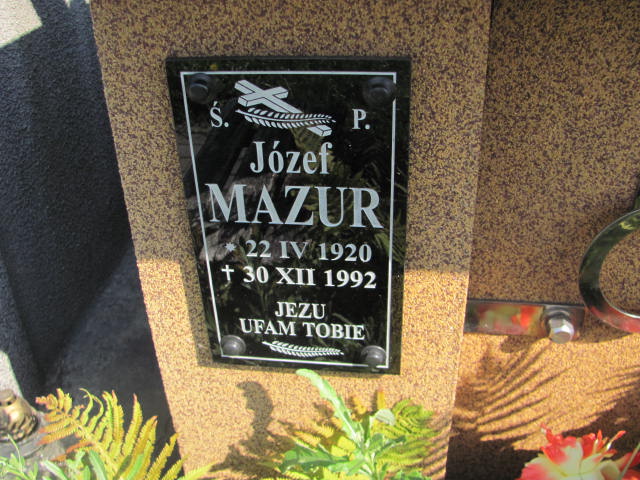 Ś. P.
Józef
MAZUR
* 22 IV 1920
✝ 30 XII 1992
JEZU
UFAM TOBIE